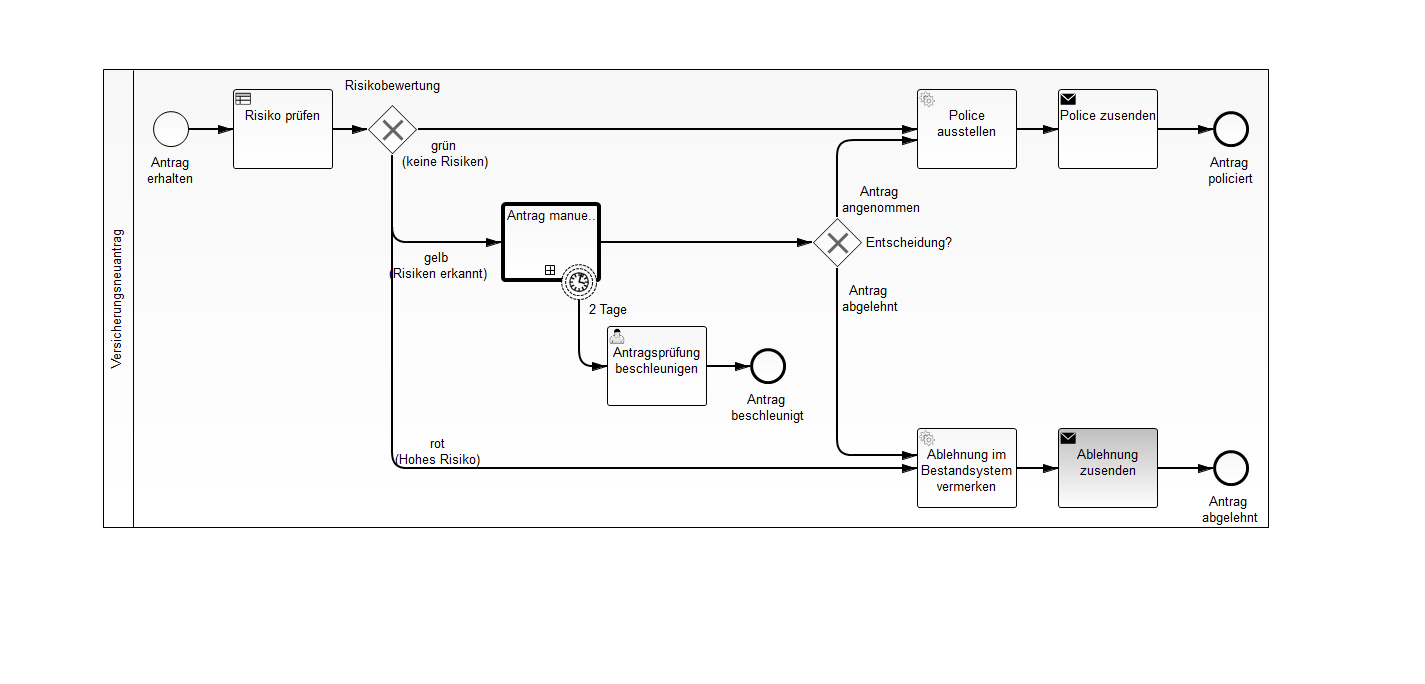 Versicherungsneuantrag
Antrag
erhalten
Risiko prüfen
Risikobewertung
grün
(keine Risiken)
gelb
(Risiken erkannt)
rot
(Hohes Risiko)
Antrag manue..
2 Tage
Antragsprüfung
beschleunigen
Antrag
beschleunigt
Entscheidung?
Antrag
angenommen
Antrag
abgelehnt
Police
ausstellen
Police zusenden
Antrag
policiert
Ablehnung im
Bestandsystem
vermerken
Ablehnung
zusenden
Antrag
abgelehnt